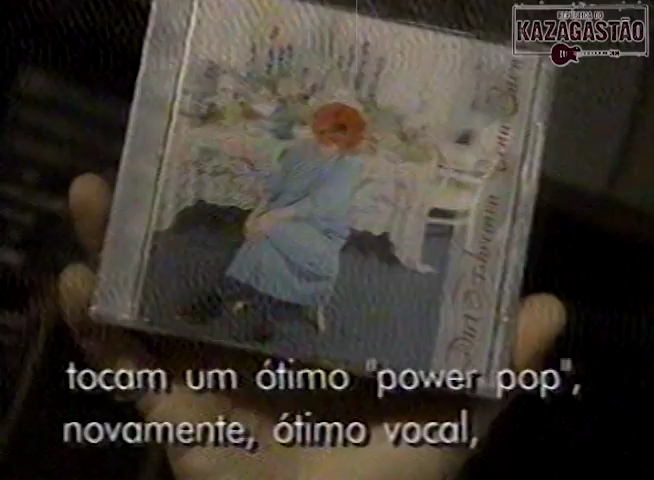 REPÚBLICA DO
KAZAGASTÃO
tocam um ótimo "power pop",
novamente, ótimo vocal,